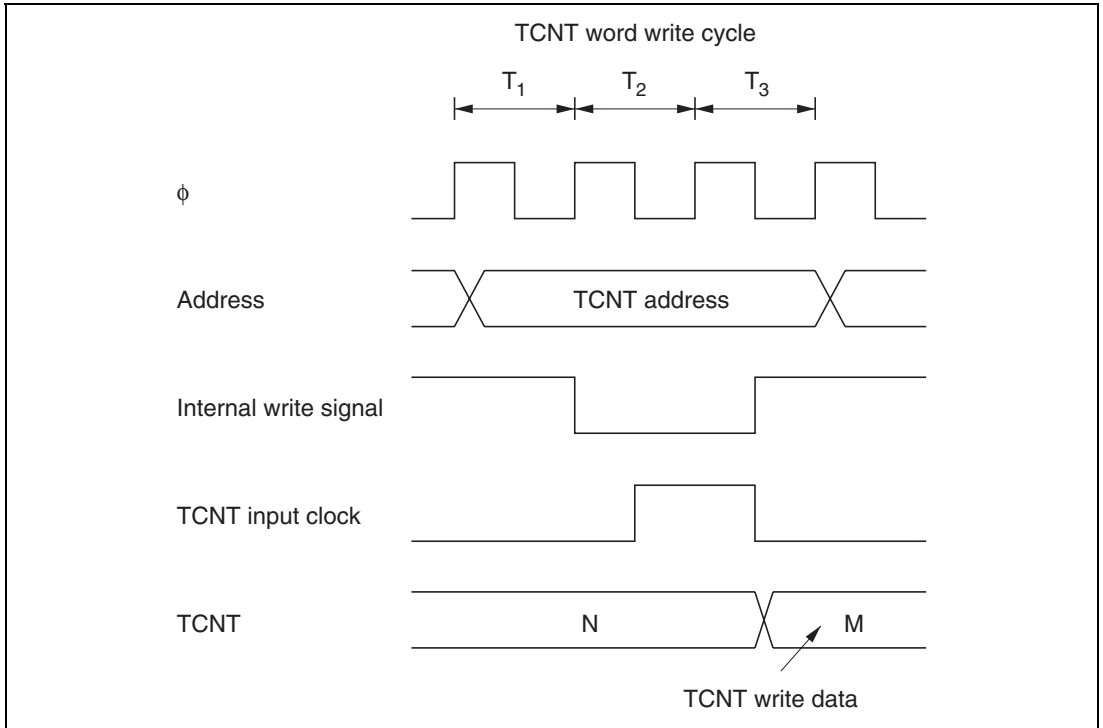 TCNT word write cycle
T1 T2 T3
ϕ
Address
TCNT address
Internal write signal
TCNT input clock
TCNT
N
M
TCNT write data